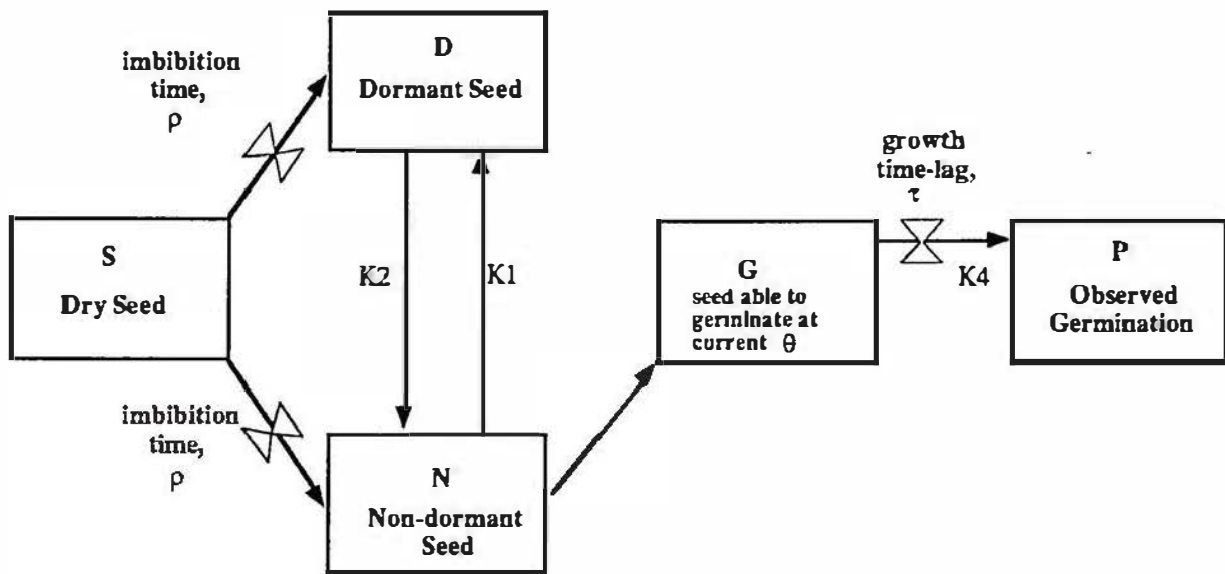 imbibition
time,
ρ
D
Dormant Seed
S
Dry Seed
K2
K1
growth
time-lag,
τ
G
seed able to
germinate at
current θ
K4
P
Observed
Germination
imbibition
time,
ρ
N
Non-dormant
Seed